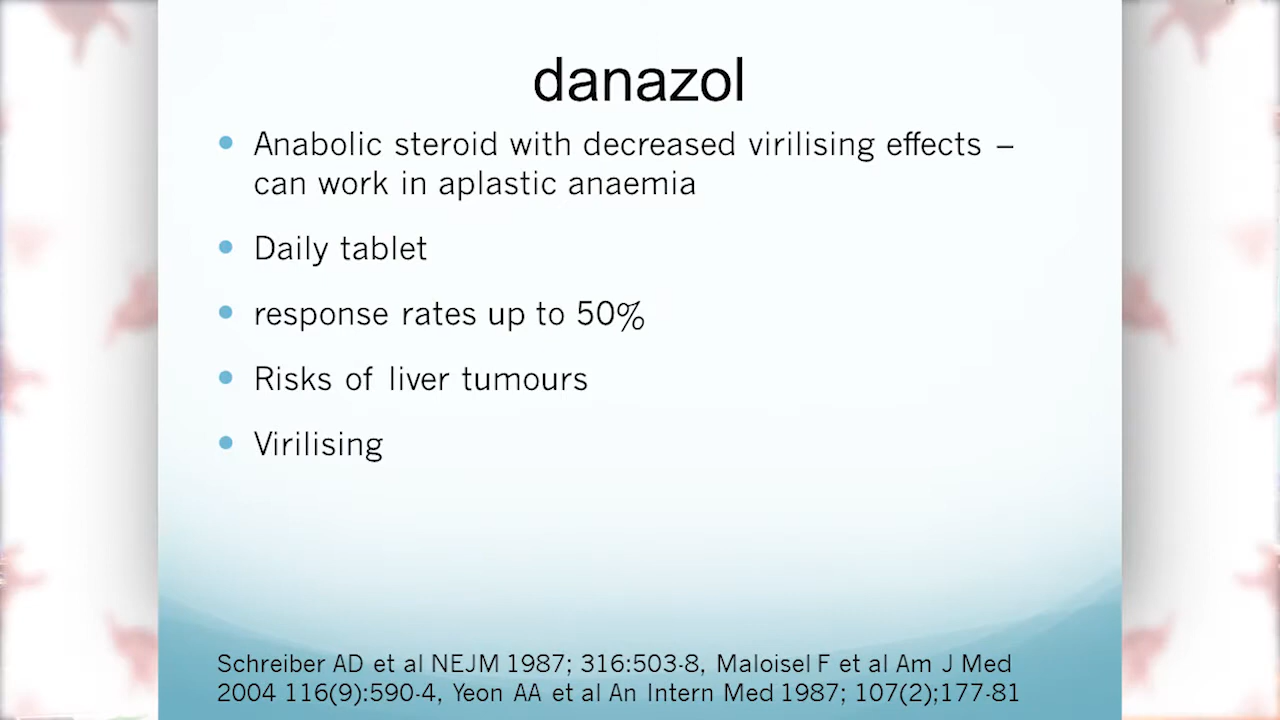 danazol
• Anabolic steroid with decreased virilising effects –
can work in aplastic anaemia
• Daily tablet
• response rates up to 50%
• Risks of liver tumours
• Virilising
Schreiber AD et al NEJM 1987; 316:503-8, Maloisel F et al Am J Med
2004 116(9):590-4, Yeon AA et al An Intern Med 1987; 107(2);177-81